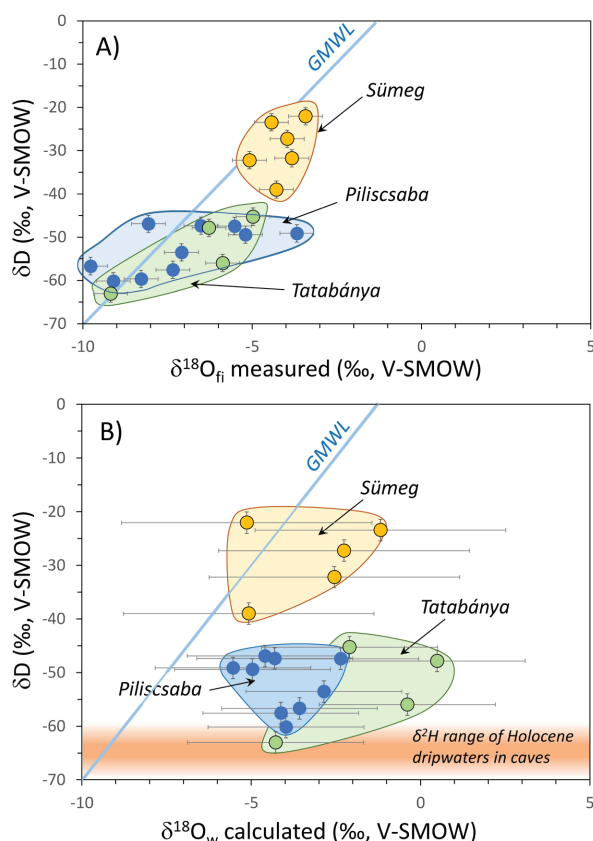 A)
GMWL
Sümeg
Piliscsaba
Tatabánya
0
-10
-20
-30
-40
-50
-60
-70
δD (‰, V-SMOW)
-10
-5
0
5
δ¹⁸Ofi measured (‰, V-SMOW)
B)
GMWL
Sümeg
Tatabánya
Piliscsaba
δ²H range of Holocene
dripwaters in caves
0
-10
-20
-30
-40
-50
-60
-70
δD (‰, V-SMOW)
-10
-5
0
5
δ¹⁸Ow calculated (‰, V-SMOW)